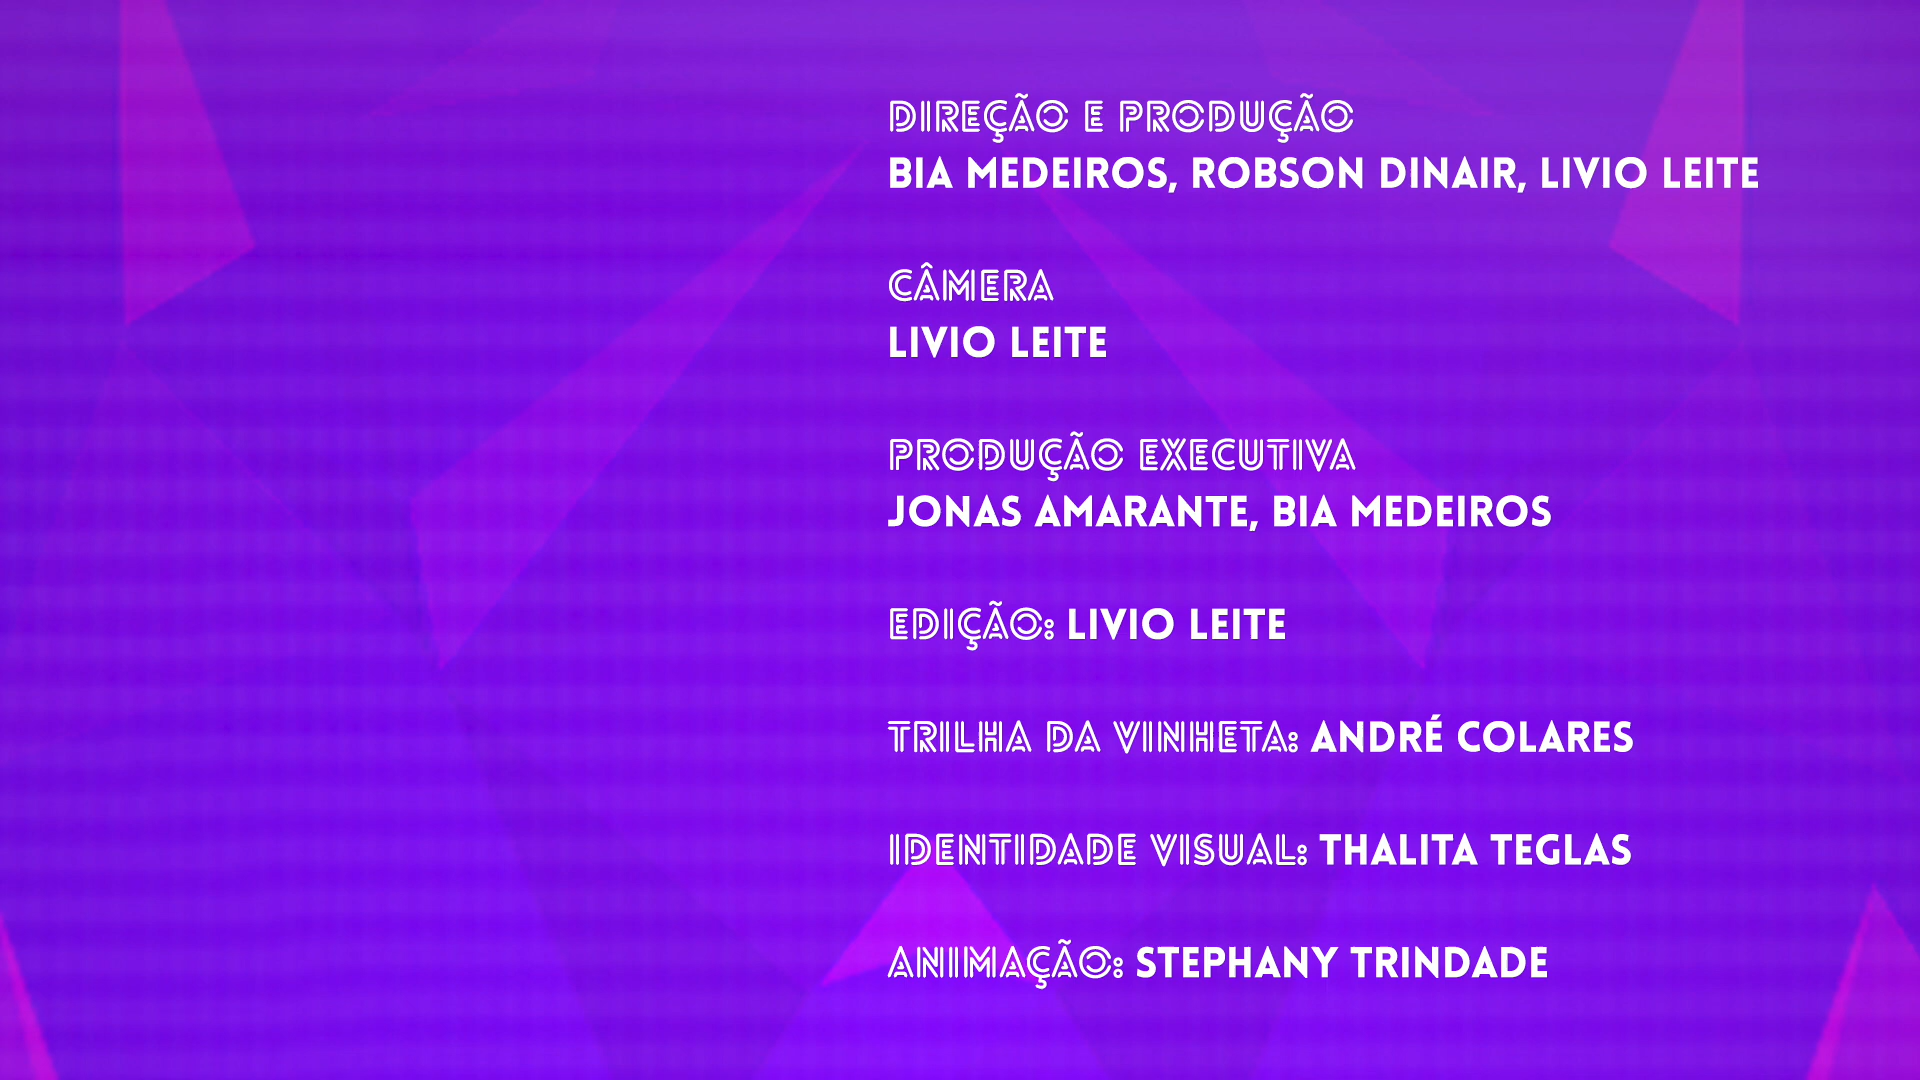 DIREÇÃO E PRODUÇÃO
BIA MEDEIROS, ROBSON DINAIR, LIVIO LEITE
CÂMERA
LIVIO LEITE
PRODUÇÃO EXECUTIVA
JONAS AMARANTE, BIA MEDEIROS
EDIÇÃO: LIVIO LEITE
TRILHA DA VINHETA: ANDRÉ COLARES
IDENTIDADE VISUAL: THALITA TEGLAS
ANIMAÇÃO: STEPHANY TRINDADE